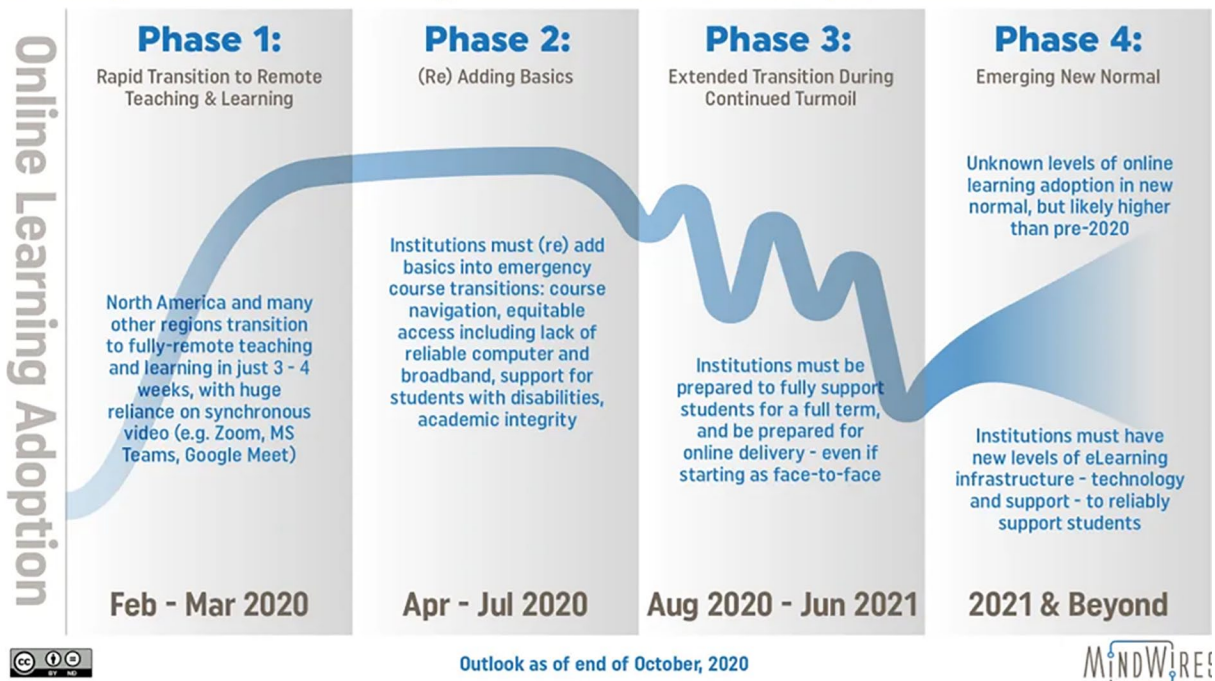 Online Learning Adoption
Phase 1:
Rapid Transition to Remote
Teaching & Learning
North America and many
other regions transition
to fully-remote teaching
and learning in just 3 - 4
weeks, with huge
reliance on synchronous
video (e.g. Zoom, MS
Teams, Google Meet)
Feb - Mar 2020
Phase 2:
(Re) Adding Basics
Institutions must (re) add
basics into emergency
course transitions: course
navigation, equitable
access including lack of
reliable computer and
broadband, support for
students with disabilities,
academic integrity
Apr - Jul 2020
Phase 3:
Extended Transition During
Continued Turmoil
Institutions must be
prepared to fully support
students for a full term,
and be prepared for
online delivery - even if
starting as face-to-face
Aug 2020 - Jun 2021
Phase 4:
Emerging New Normal
Unknown levels of online
learning adoption in new
normal, but likely higher
than pre-2020
Institutions must have
new levels of eLearning
infrastructure - technology
and support - to reliably
support students
2021 & Beyond
cc
BY ND
Outlook as of end of October, 2020
MINDWIRES